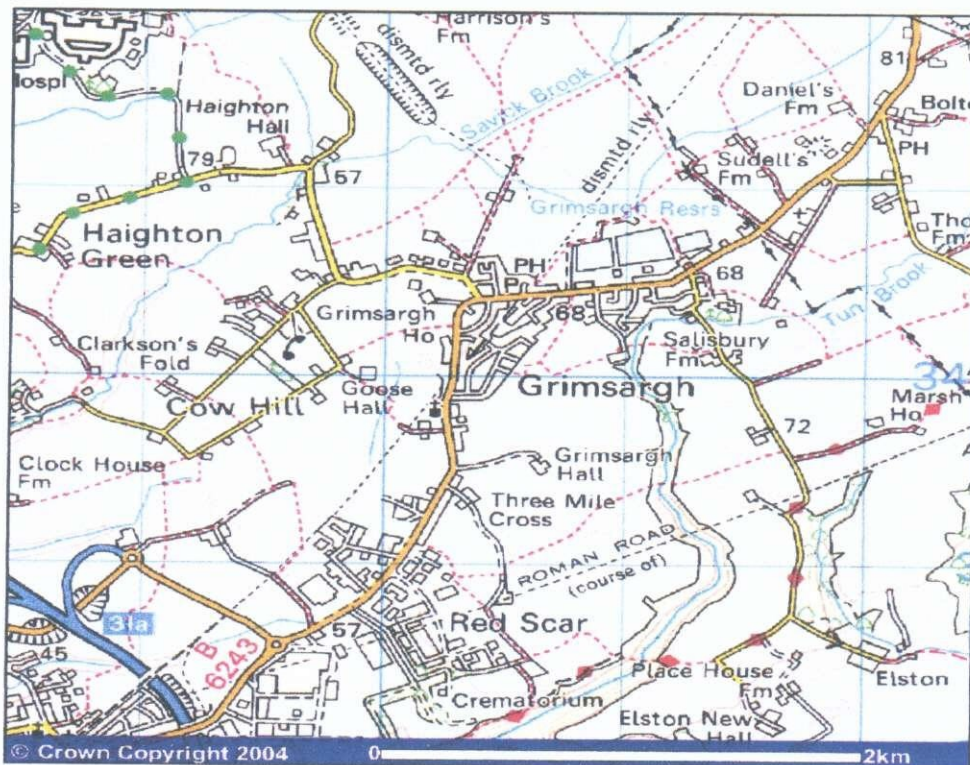 Harrison's
Fm
dismtd rly
81
Hospl
Savick Brook
Daniel's
Fm
Bolto
Haighton
Hall
dismtd rly
PH
79
57
Sudell's
Fm
Grimsargh Resrs
Haighton
Green
Tho
Fm
PH
P
68
Grimsargh
Ho
68
Tun Brook
Clarkson's
Fold
Salisbury
Fm
Goose
Hall
Grimsargh
34
Cow Hill
Marsh
Ho
72
Clock House
Fm
Grimsargh
Hall
Three Mile
Cross
ROMAN ROAD
(course of)
31a
57
Red Scar
B 6243
45
Place House
Fm
Elston
Crematorium
Elston New
Hall
© Crown Copyright 2004
0
2km